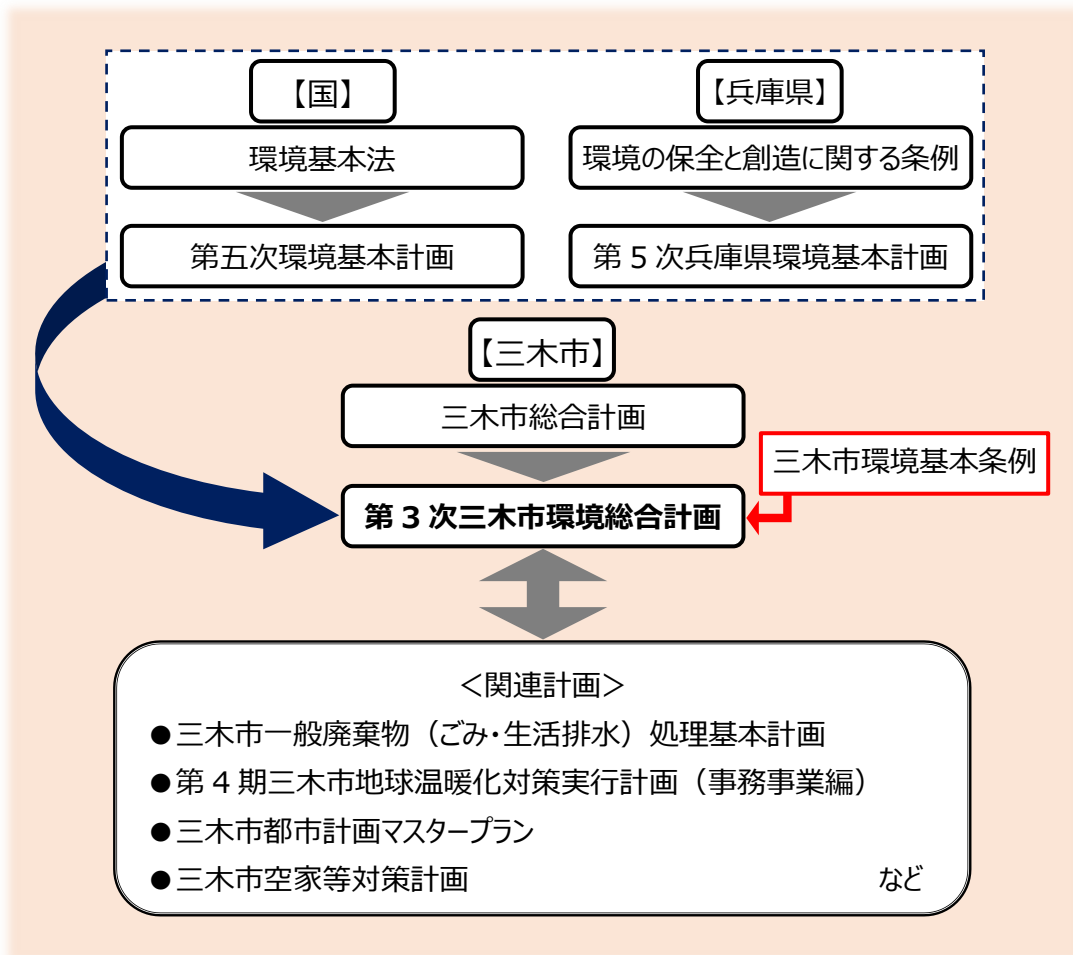 【国】
環境基本法
第五次環境基本計画
【兵庫県】
環境の保全と創造に関する条例
第5次兵庫県環境基本計画
【三木市】
三木市総合計画
三木市環境基本条例
第3次三木市環境総合計画
＜関連計画＞
●三木市一般廃棄物（ごみ・生活排水）処理基本計画
●第4期三木市地球温暖化対策実行計画（事務事業編）
●三木市都市計画マスタープラン
●三木市空家等対策計画 など